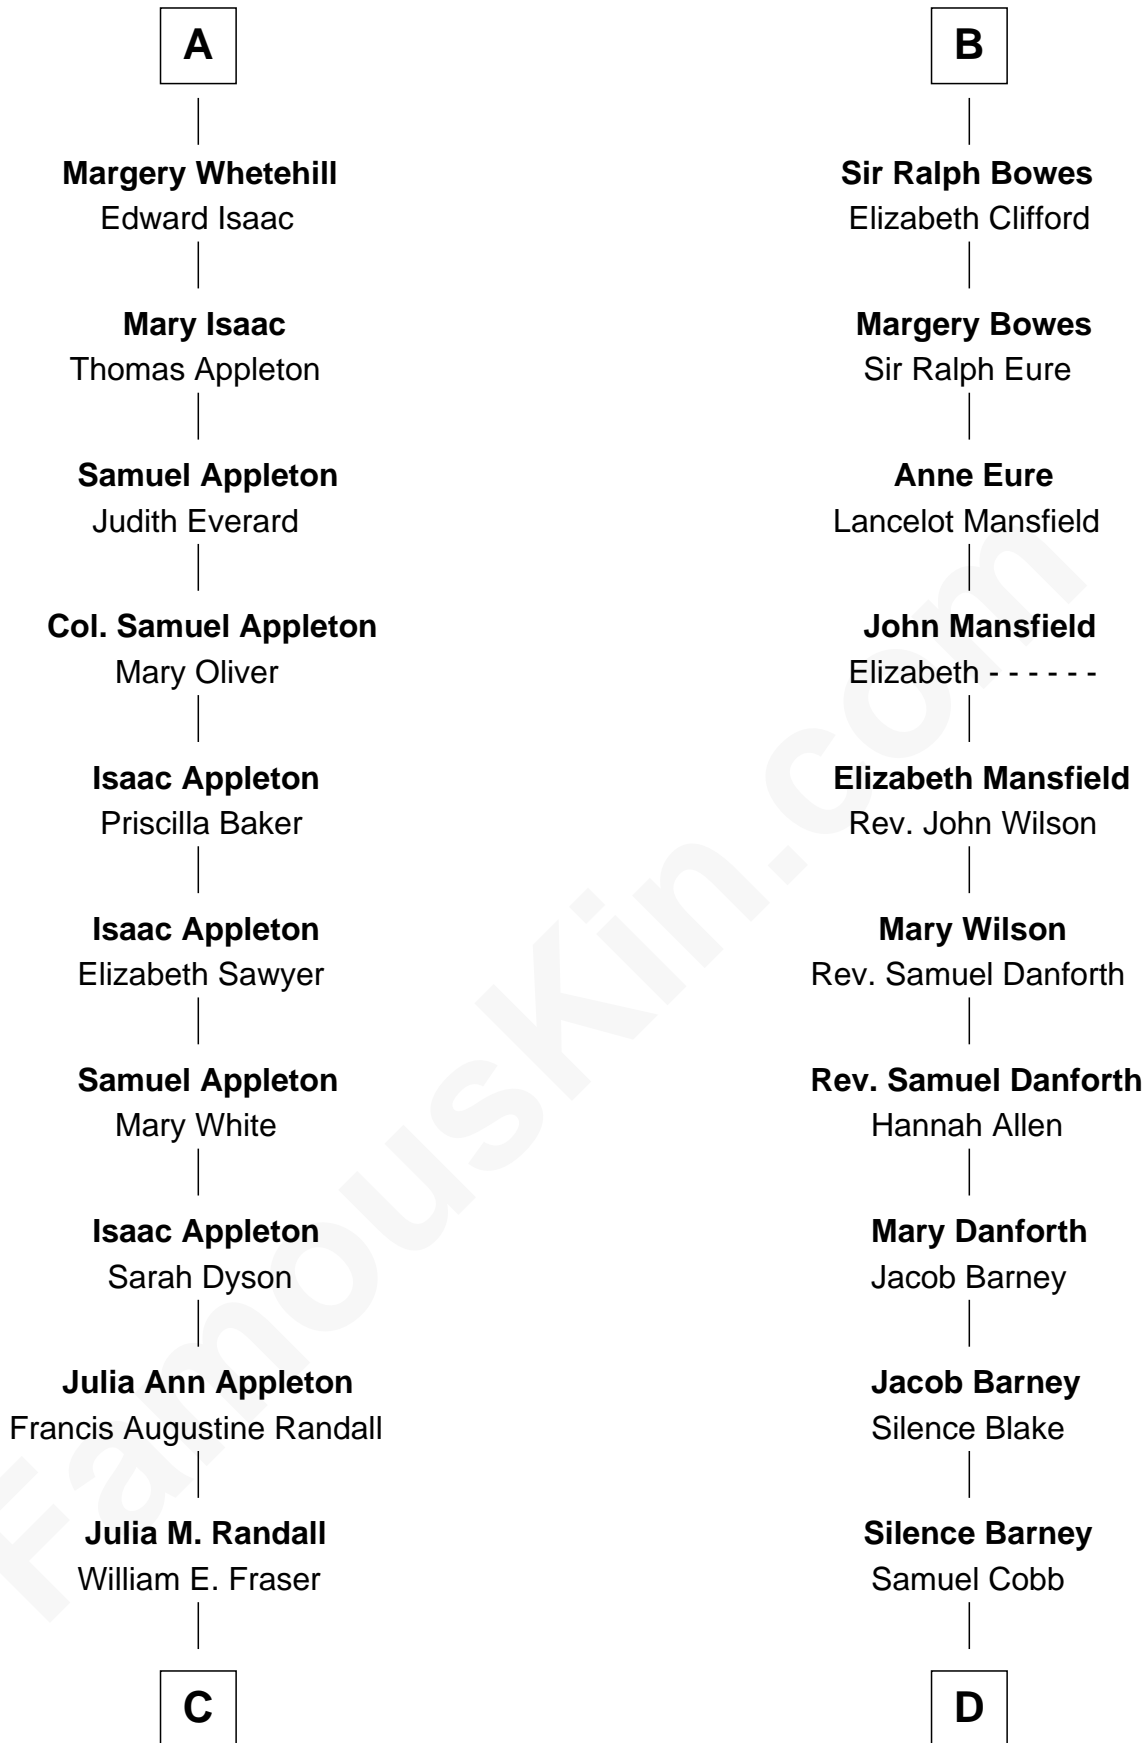 A
Margery Whetehill
Edward Isaac
Mary Isaac
Thomas Appleton
Samuel Appleton
Judith Everard
Col. Samuel Appleton
Mary Oliver
Isaac Appleton
Priscilla Baker
Isaac Appleton
Elizabeth Sawyer
Samuel Appleton
Mary White
Isaac Appleton
Sarah Dyson
Julia Ann Appleton
Francis Augustine Randall
Julia M. Randall
William E. Fraser
C
B
Sir Ralph Bowes
Elizabeth Clifford
Margery Bowes
Sir Ralph Eure
Anne Eure
Lancelot Mansfield
John Mansfield
Elizabeth - - - - - -
Elizabeth Mansfield
Rev. John Wilson
Mary Wilson
Rev. Samuel Danforth
Rev. Samuel Danforth
Hannah Allen
Mary Danforth
Jacob Barney
Jacob Barney
Silence Blake
Silence Barney
Samuel Cobb
D
FamousKin.com